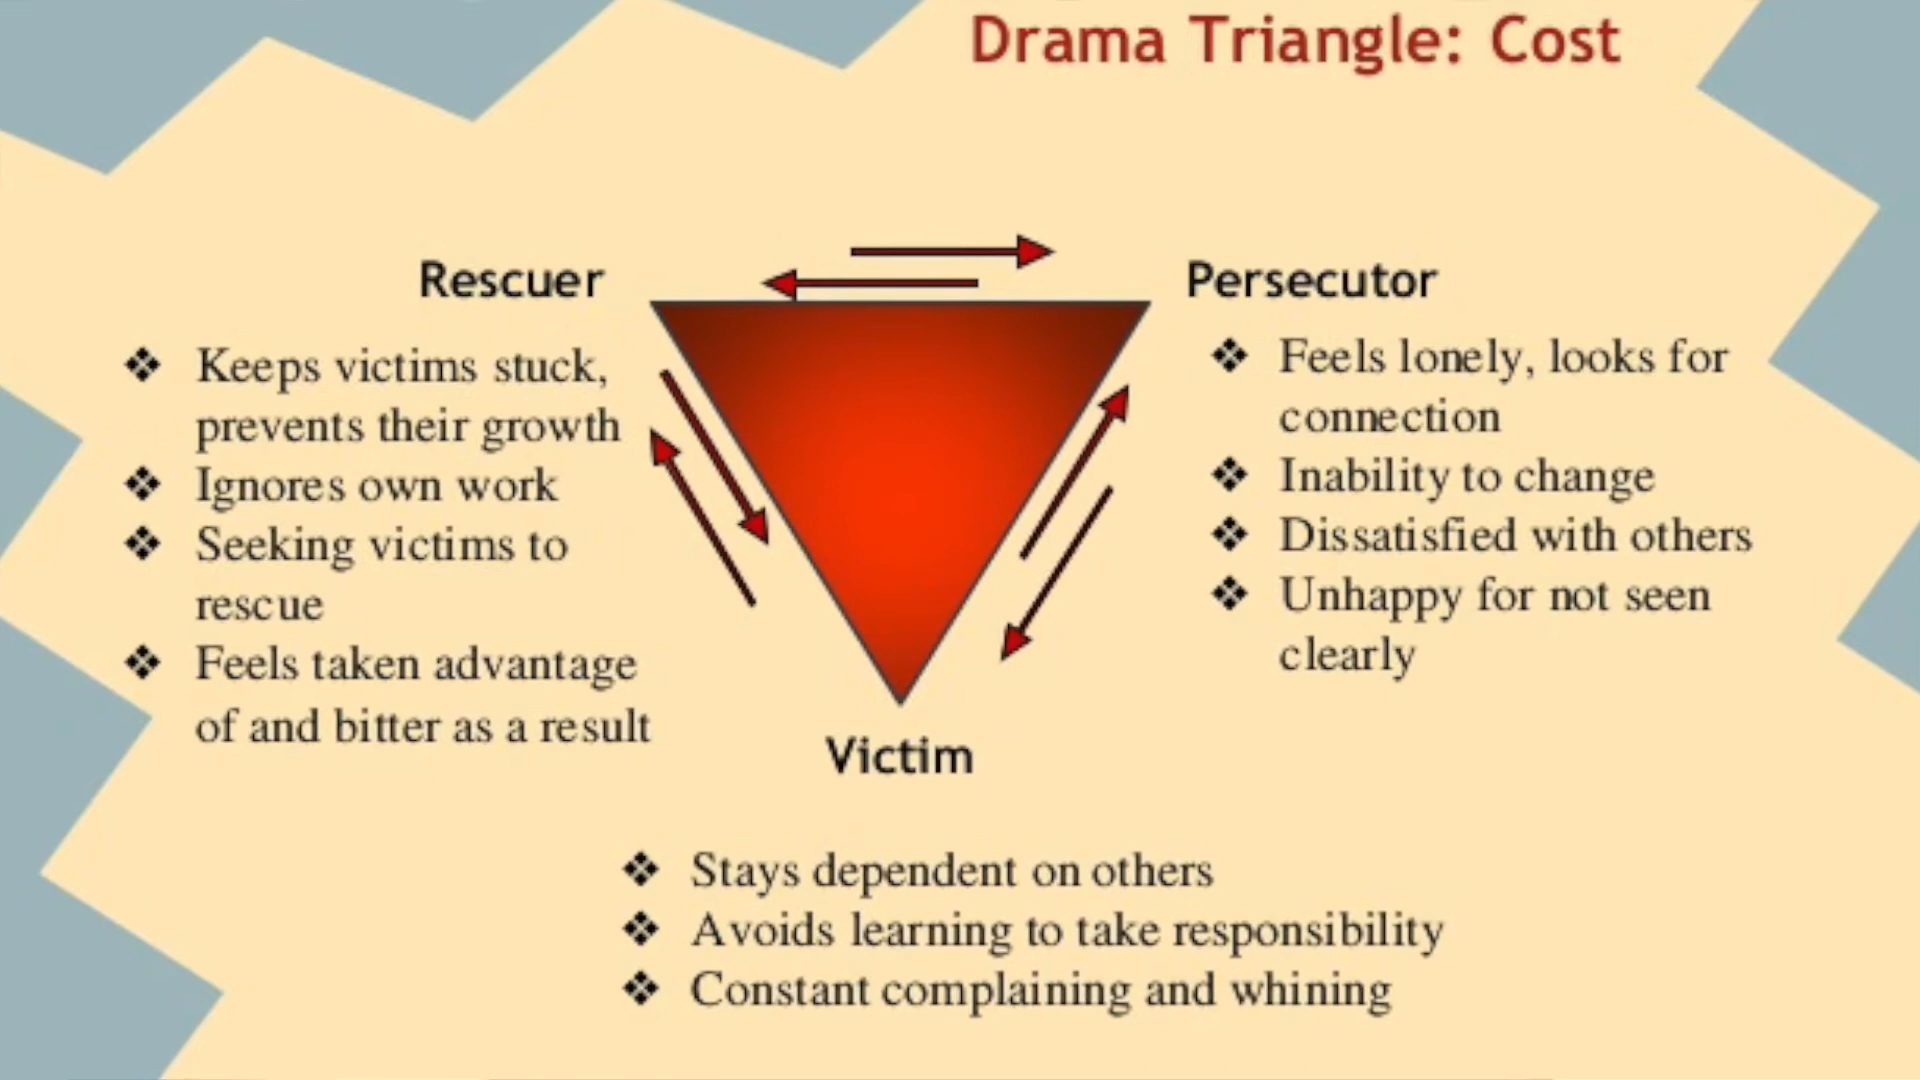 Drama Triangle: Cost
Rescuer
❖ Keeps victims stuck,
prevents their growth
❖ Ignores own work
❖ Seeking victims to
rescue
❖ Feels taken advantage
of and bitter as a result
Persecutor
❖ Feels lonely, looks for
connection
❖ Inability to change
❖ Dissatisfied with others
❖ Unhappy for not seen
clearly
Victim
❖ Stays dependent on others
❖ Avoids learning to take responsibility
❖ Constant complaining and whining